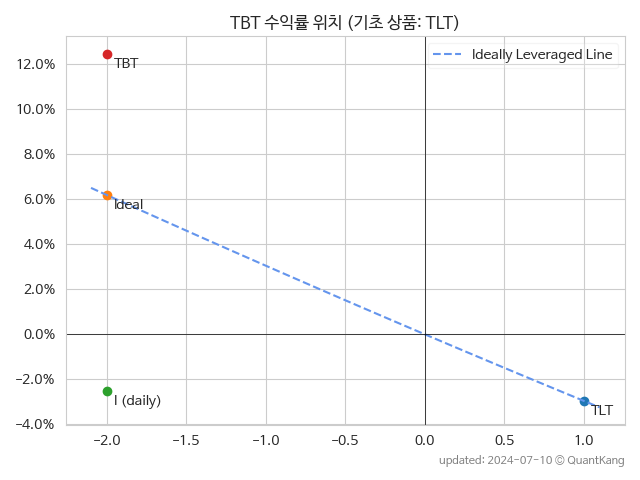 TBT 수익률 위치 (기초 상품: TLT)
Ideally Leveraged Line
12.0%
10.0%
8.0%
6.0%
4.0%
2.0%
0.0%
−2.0%
−4.0%
TBT
Ideal
I (daily)
TLT
−2.0
−1.5
−1.0
−0.5
0.0
0.5
1.0
updated: 2024-07-10 © QuantKang